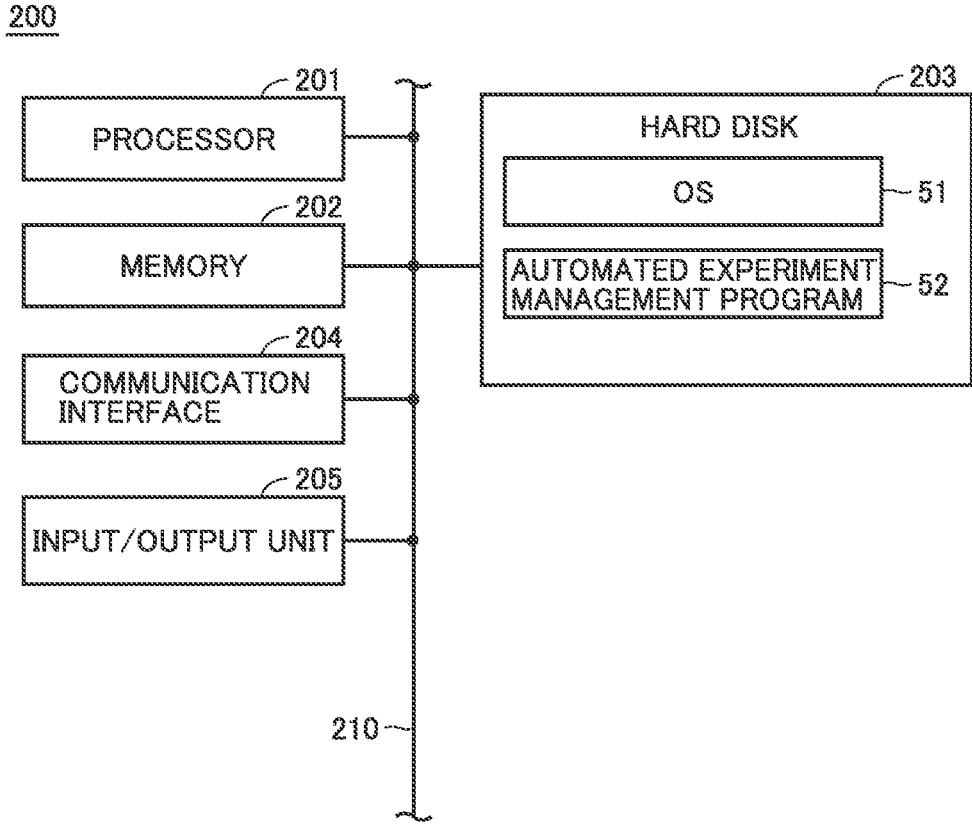 200
201
PROCESSOR
202
MEMORY
204
COMMUNICATION
INTERFACE
205
INPUT/OUTPUT UNIT
210
203
HARD DISK
OS
51
AUTOMATED EXPERIMENT
MANAGEMENT PROGRAM
52